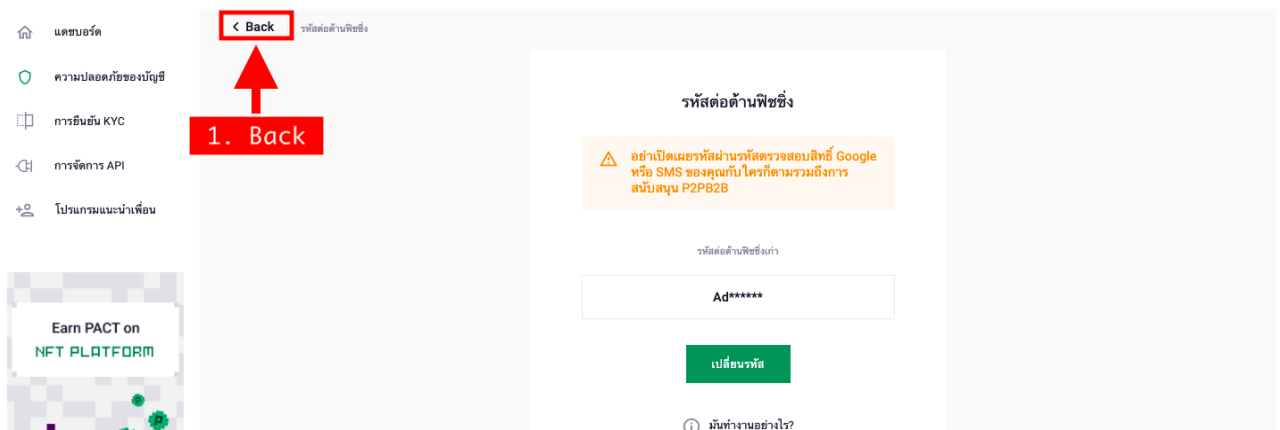 แดชบอร์ด
ความปลอดภัยของบัญชี
การยืนยัน KYC
การจัดการ API
โปรแกรมแนะนำเพื่อน
Earn PACT on
NFT PLATFORM
< Back รหัสต่อต้านฟิชชิ่ง
1. Back
รหัสต่อต้านฟิชชิ่ง
อย่าเปิดเผยรหัสผ่านรหัสตรวจสอบสิทธิ์ Google
หรือ SMS ของคุณกับใครก็ตามรวมถึงการ
สนับสนุน P2PB2B
รหัสต่อต้านฟิชชิ่งเก่า
Ad******
เปลี่ยนรหัส
มันทำงานอย่างไร?